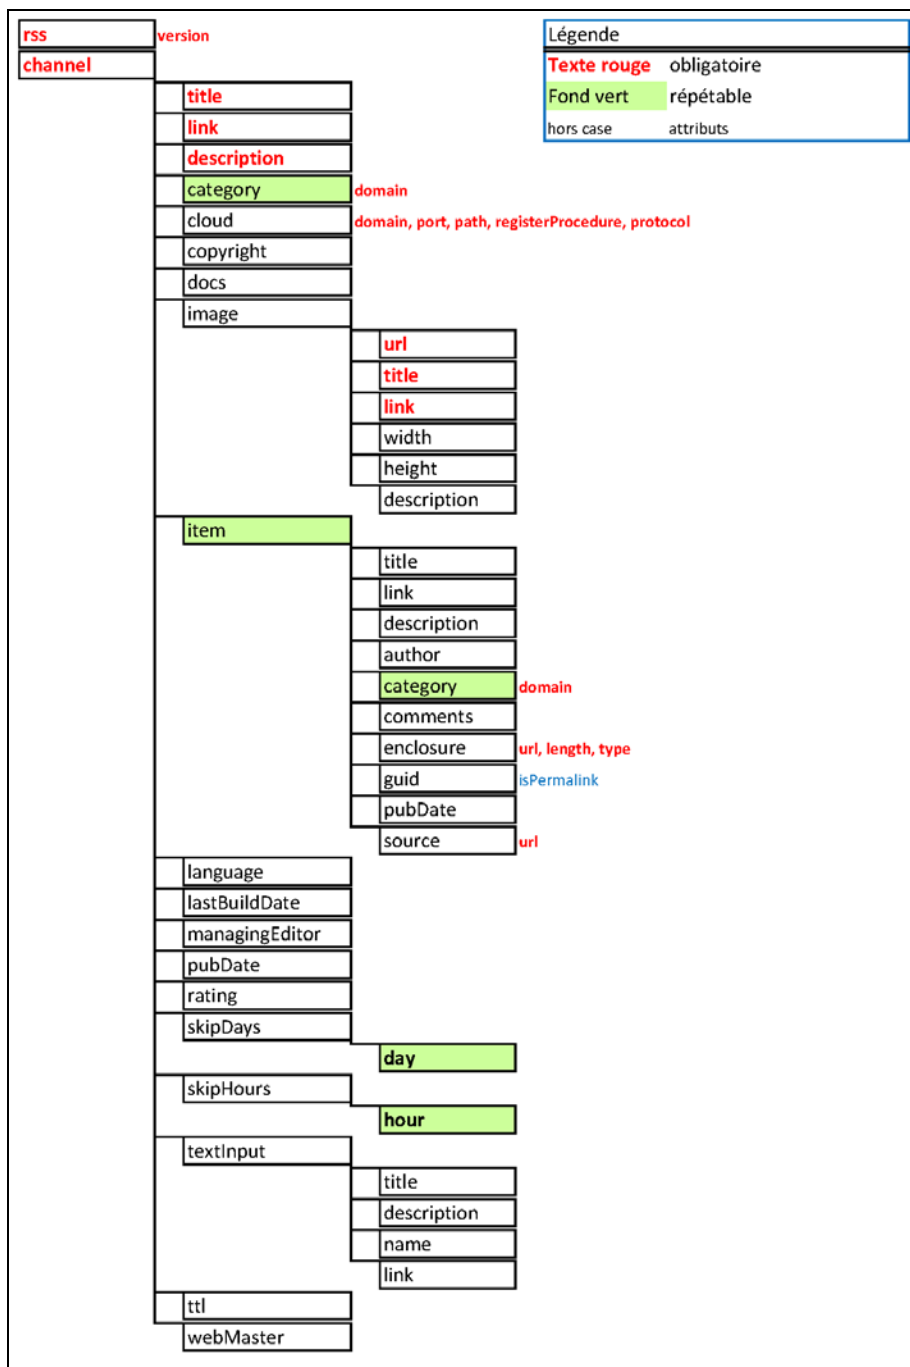 rss version
channel
Légende
Texte rouge obligatoire
Fond vert répétable
hors case attributs
title
link
description
category domain
cloud domain, port, path, registerProcedure, protocol
copyright
docs
image
url
title
link
width
height
description
item
title
link
description
author
category domain
comments
enclosure url, length, type
guid isPermalink
pubDate
source url
language
lastBuildDate
managingEditor
pubDate
rating
skipDays
day
skipHours
hour
textInput
title
description
name
link
ttl
webMaster